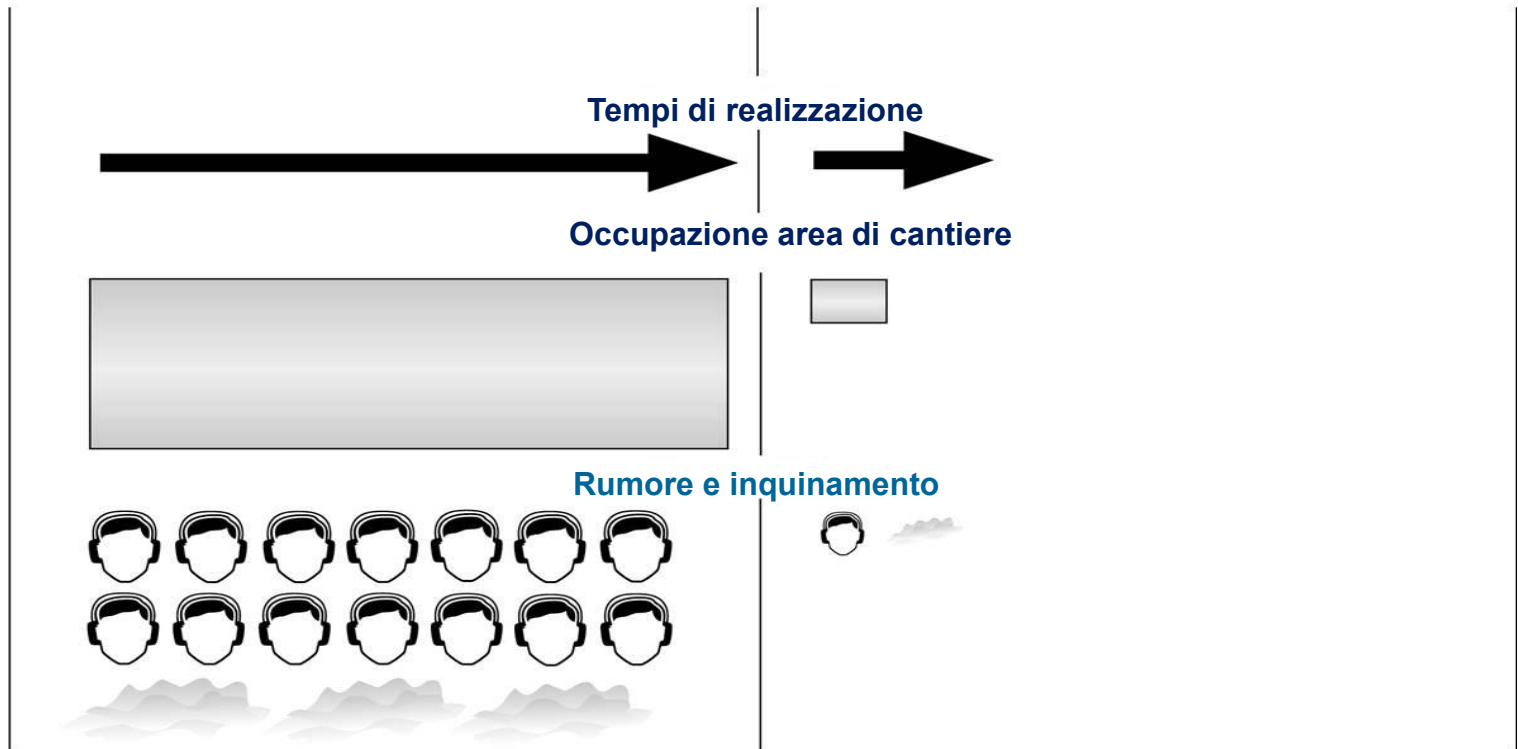 Tempi di realizzazione
Occupazione area di cantiere
Rumore e inquinamento